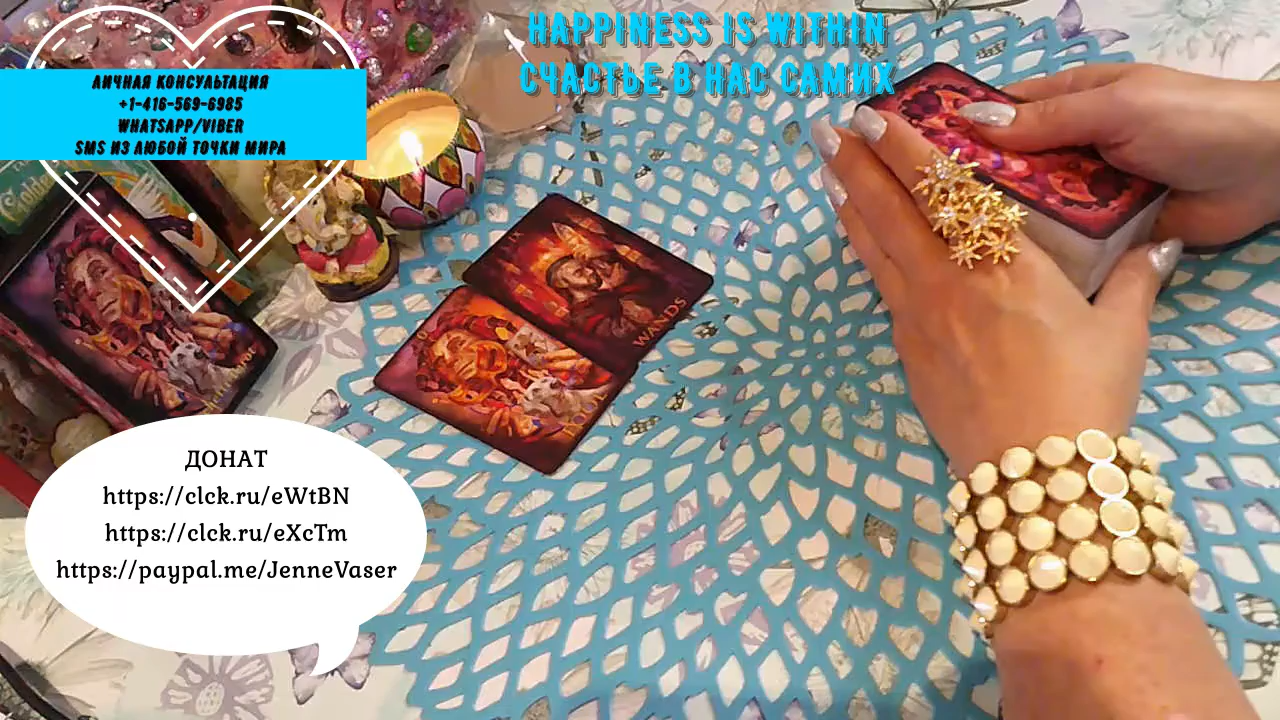 HAPPINESS IS WITHIN
СЧАСТЬЕ В НАС САМИХ
ЛИЧНАЯ КОНСУЛЬТАЦИЯ
+1-416-569-6985
WHATSAPP/VIBER
SMS ИЗ ЛЮБОЙ ТОЧКИ МИРА
WANDS
FOOL
ДОНАТ
https://clck.ru/eWtBN
https://clck.ru/eXcTm
https://paypal.me/JenneVaser